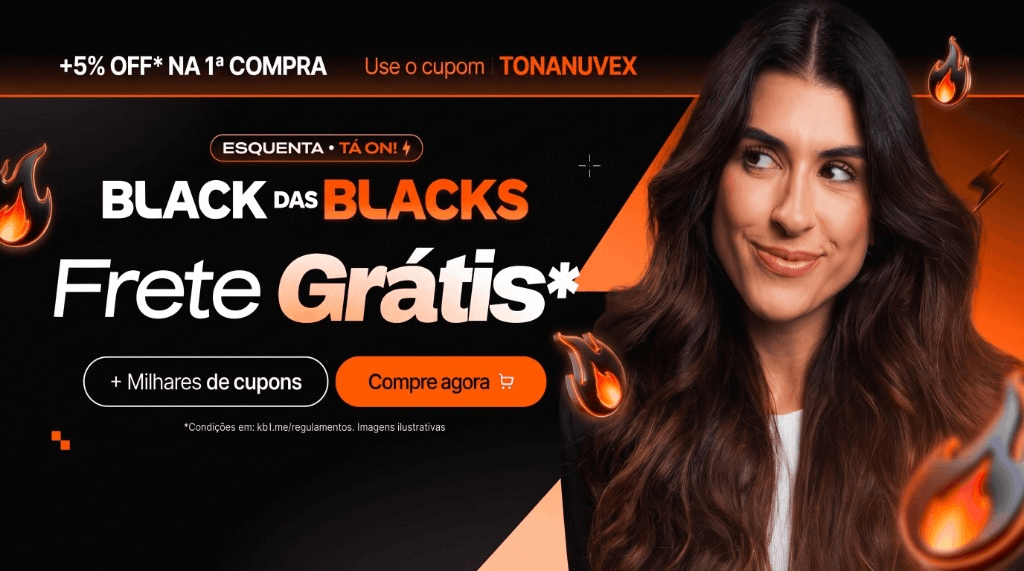 +5% OFF* NA 1ª COMPRA Use o cupom TONANUVEX
ESQUENTA • TÁ ON!
BLACK DAS BLACKS
Frete Grátis*
+ Milhares de cupons
Compre agora
*Condições em: kbl.me/regulamentos. Imagens ilustrativas